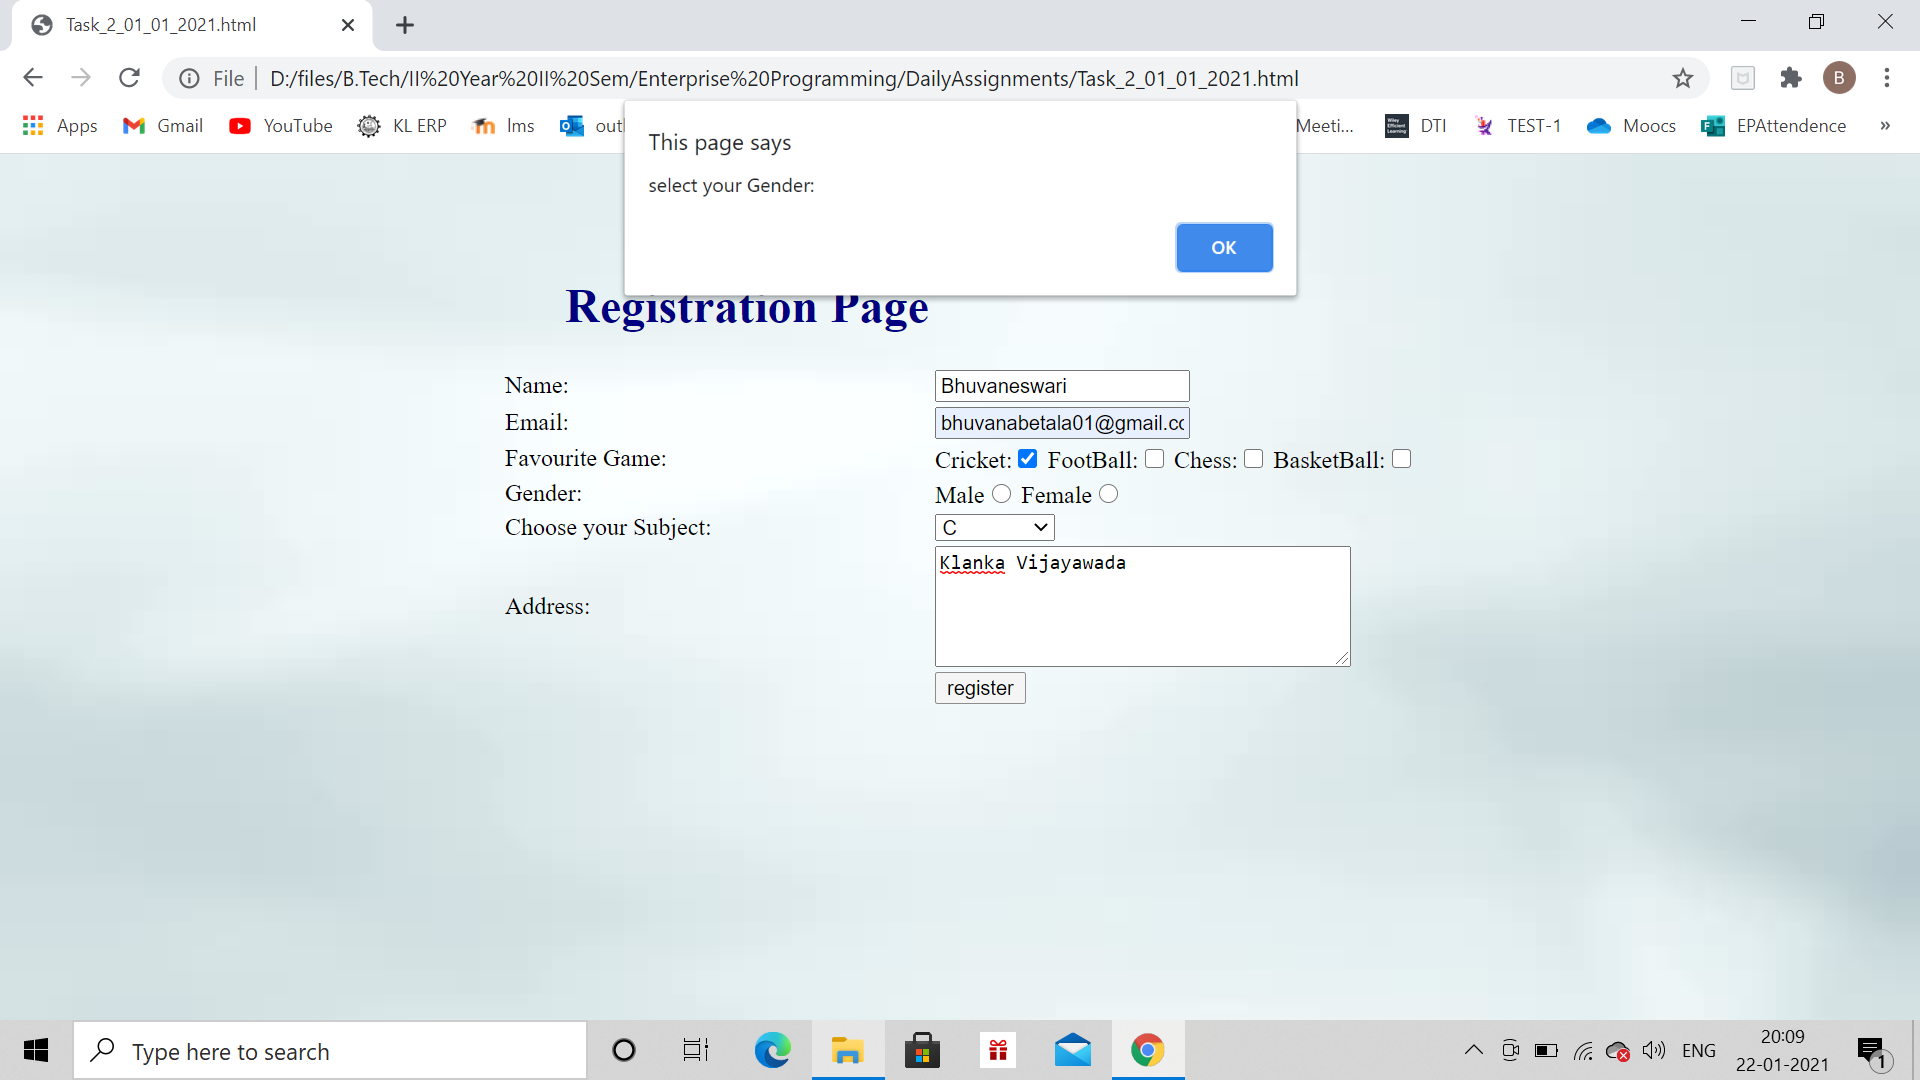 Task_2_01_01_2021.html
File D:/files/B.Tech/II%20Year%20II%20Sem/Enterprise%20Programming/DailyAssignments/Task_2_01_01_2021.html
B
Apps Gmail YouTube KL ERP lms Meeti... DTI TEST-1 Moocs EPAttendence »
This page says
select your Gender:
OK
Registration Page
Name: Bhuvaneswari
Email: bhuvanabetala01@gmail.co
Favourite Game: Cricket: FootBall: Chess: BasketBall:
Gender: Male Female
Choose your Subject: C
Address: Klanka Vijayawada
register
Type here to search
ENG
20:09
22-01-2021
1